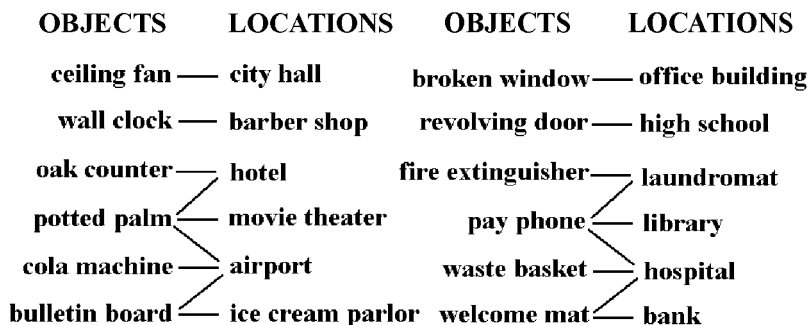 OBJECTS LOCATIONS OBJECTS LOCATIONS
ceiling fan city hall broken window office building
wall clock barber shop revolving door high school
oak counter hotel fire extinguisher laundromat
potted palm movie theater pay phone library
cola machine airport waste basket hospital
bulletin board ice cream parlor welcome mat bank